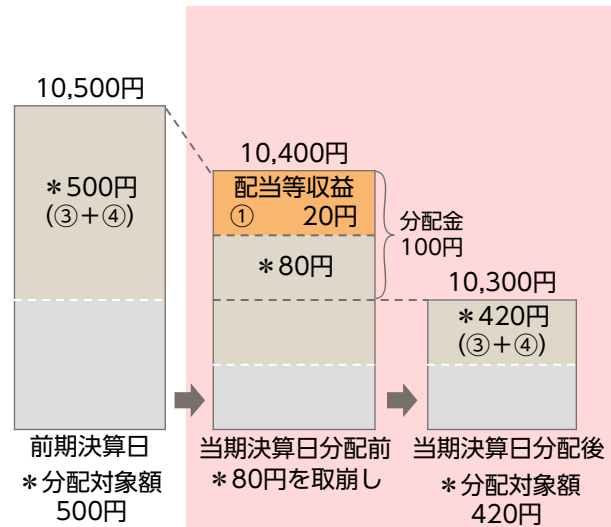 10,500円
＊500円
(③＋④)
前期決算日
＊分配対象額
500円
10,400円
配当等収益
① 20円
＊80円
分配金
100円
当期決算日分配前
＊80円を取崩し
10,300円
＊420円
(③＋④)
当期決算日分配後
＊分配対象額
420円